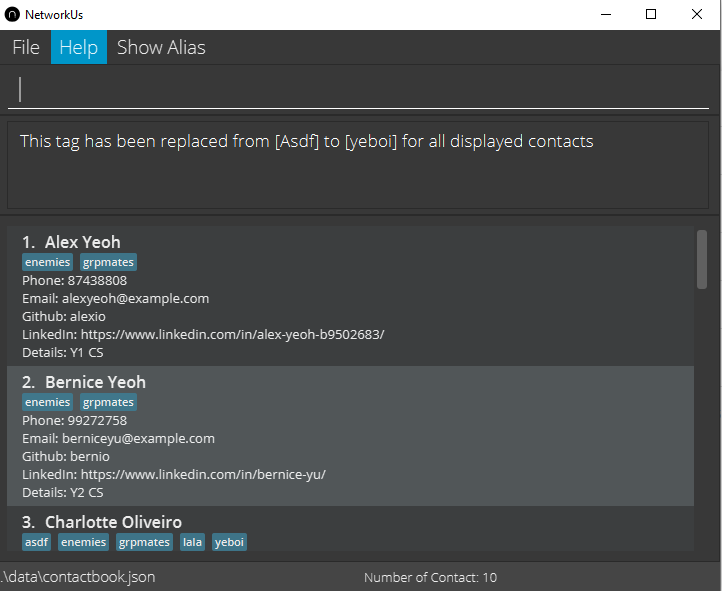 NetworkUs
File Help Show Alias
This tag has been replaced from [Asdf] to [yeboi] for all displayed contacts
1. Alex Yeoh
enemies grpmates
Phone: 87438808
Email: alexyeoh@example.com
Github: alexio
LinkedIn: https://www.linkedin.com/in/alex-yeoh-b9502683/
Details: Y1 CS
2. Bernice Yeoh
enemies grpmates
Phone: 99272758
Email: berniceyu@example.com
Github: bernio
LinkedIn: https://www.linkedin.com/in/bernice-yu/
Details: Y2 CS
3. Charlotte Oliveiro
asdf enemies grpmates lala yeboi
.\data\contactbook.json Number of Contact: 10